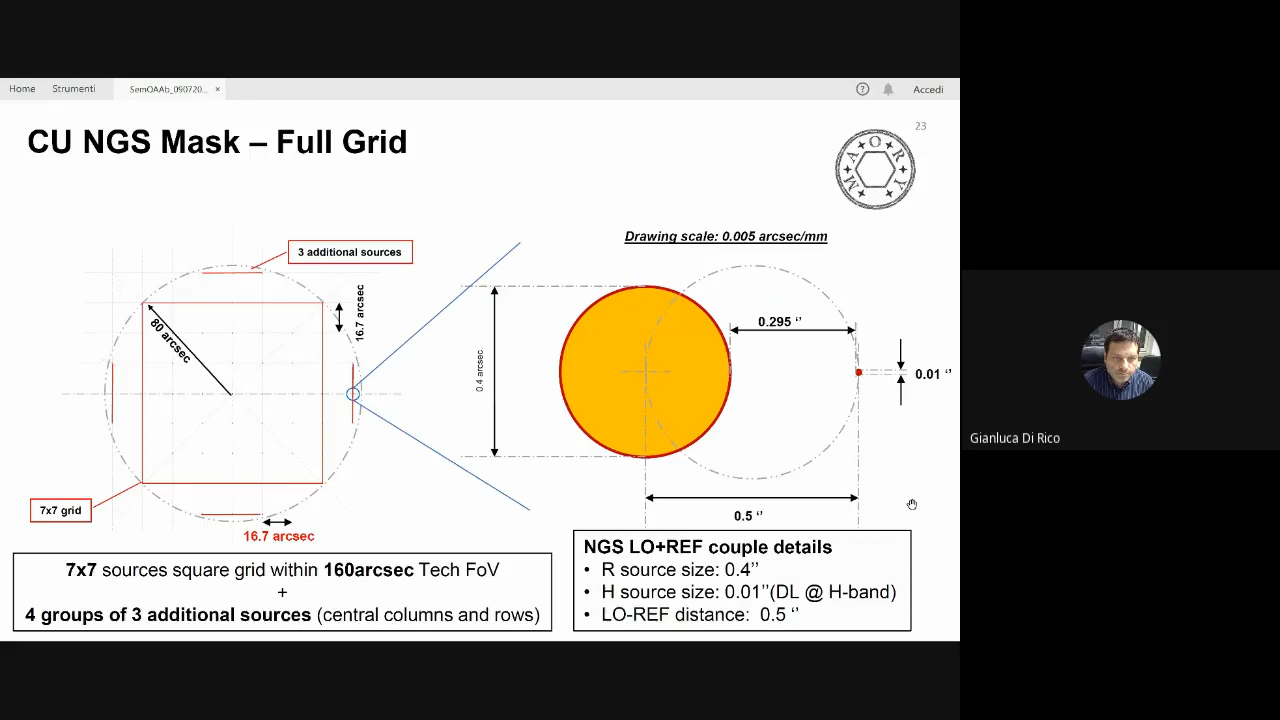 Home Strumenti SemOAAb_090720... × ? Accedi
23
CU NGS Mask – Full Grid
MAORY
Drawing scale: 0.005 arcsec/mm
3 additional sources
16.7 arcsec
80 arcsec
0.4 arcsec
0.295 ‘’
0.01 ‘’
0.5 ‘’
7x7 grid
16.7 arcsec
7x7 sources square grid within 160arcsec Tech FoV
+
4 groups of 3 additional sources (central columns and rows)
NGS LO+REF couple details
• R source size: 0.4’’
• H source size: 0.01’’(DL @ H-band)
• LO-REF distance: 0.5 ‘’
Gianluca Di Rico